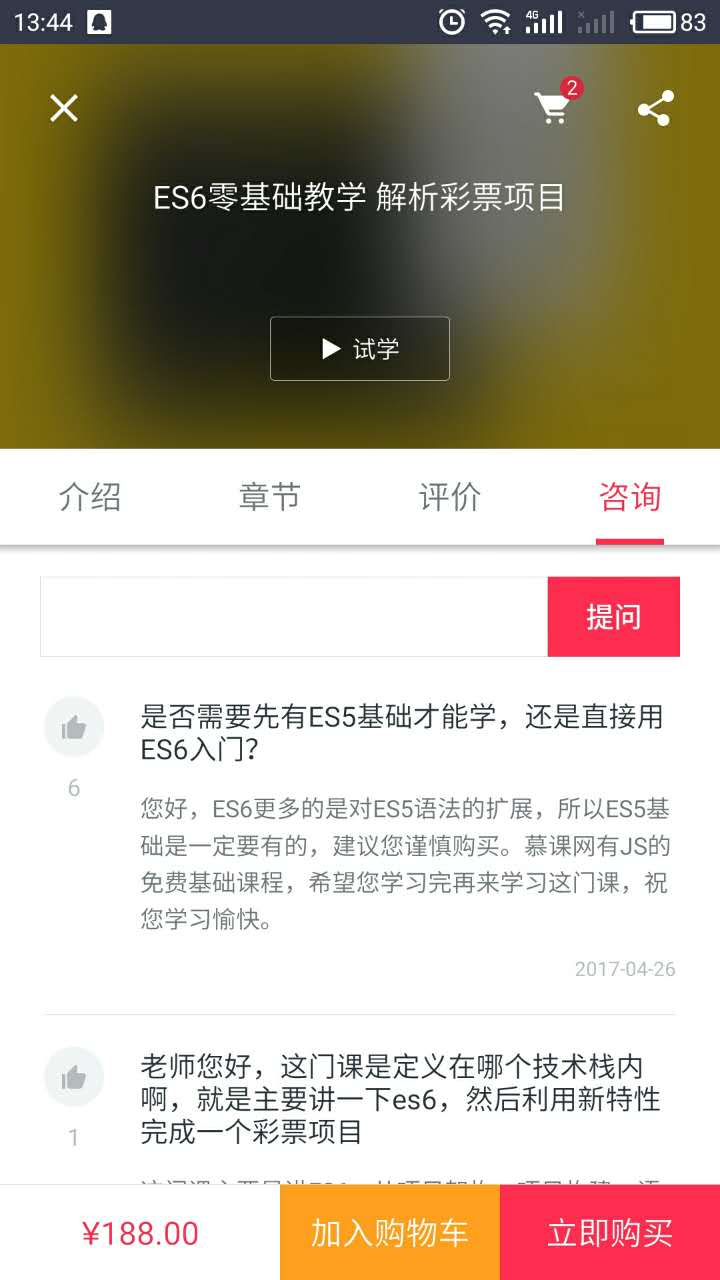 13:44
4G
83
2
ES6零基础教学 解析彩票项目
试学
介绍
章节
评价
咨询
提问
是否需要先有ES5基础才能学，还是直接用
ES6入门？
6
您好，ES6更多的是对ES5语法的扩展，所以ES5基
础是一定要有的，建议您谨慎购买。慕课网有JS的
免费基础课程，希望您学习完再来学习这门课，祝
您学习愉快。
2017-04-26
老师您好，这门课是定义在哪个技术栈内
啊，就是主要讲一下es6，然后利用新特性
完成一个彩票项目
1
¥188.00
加入购物车
立即购买